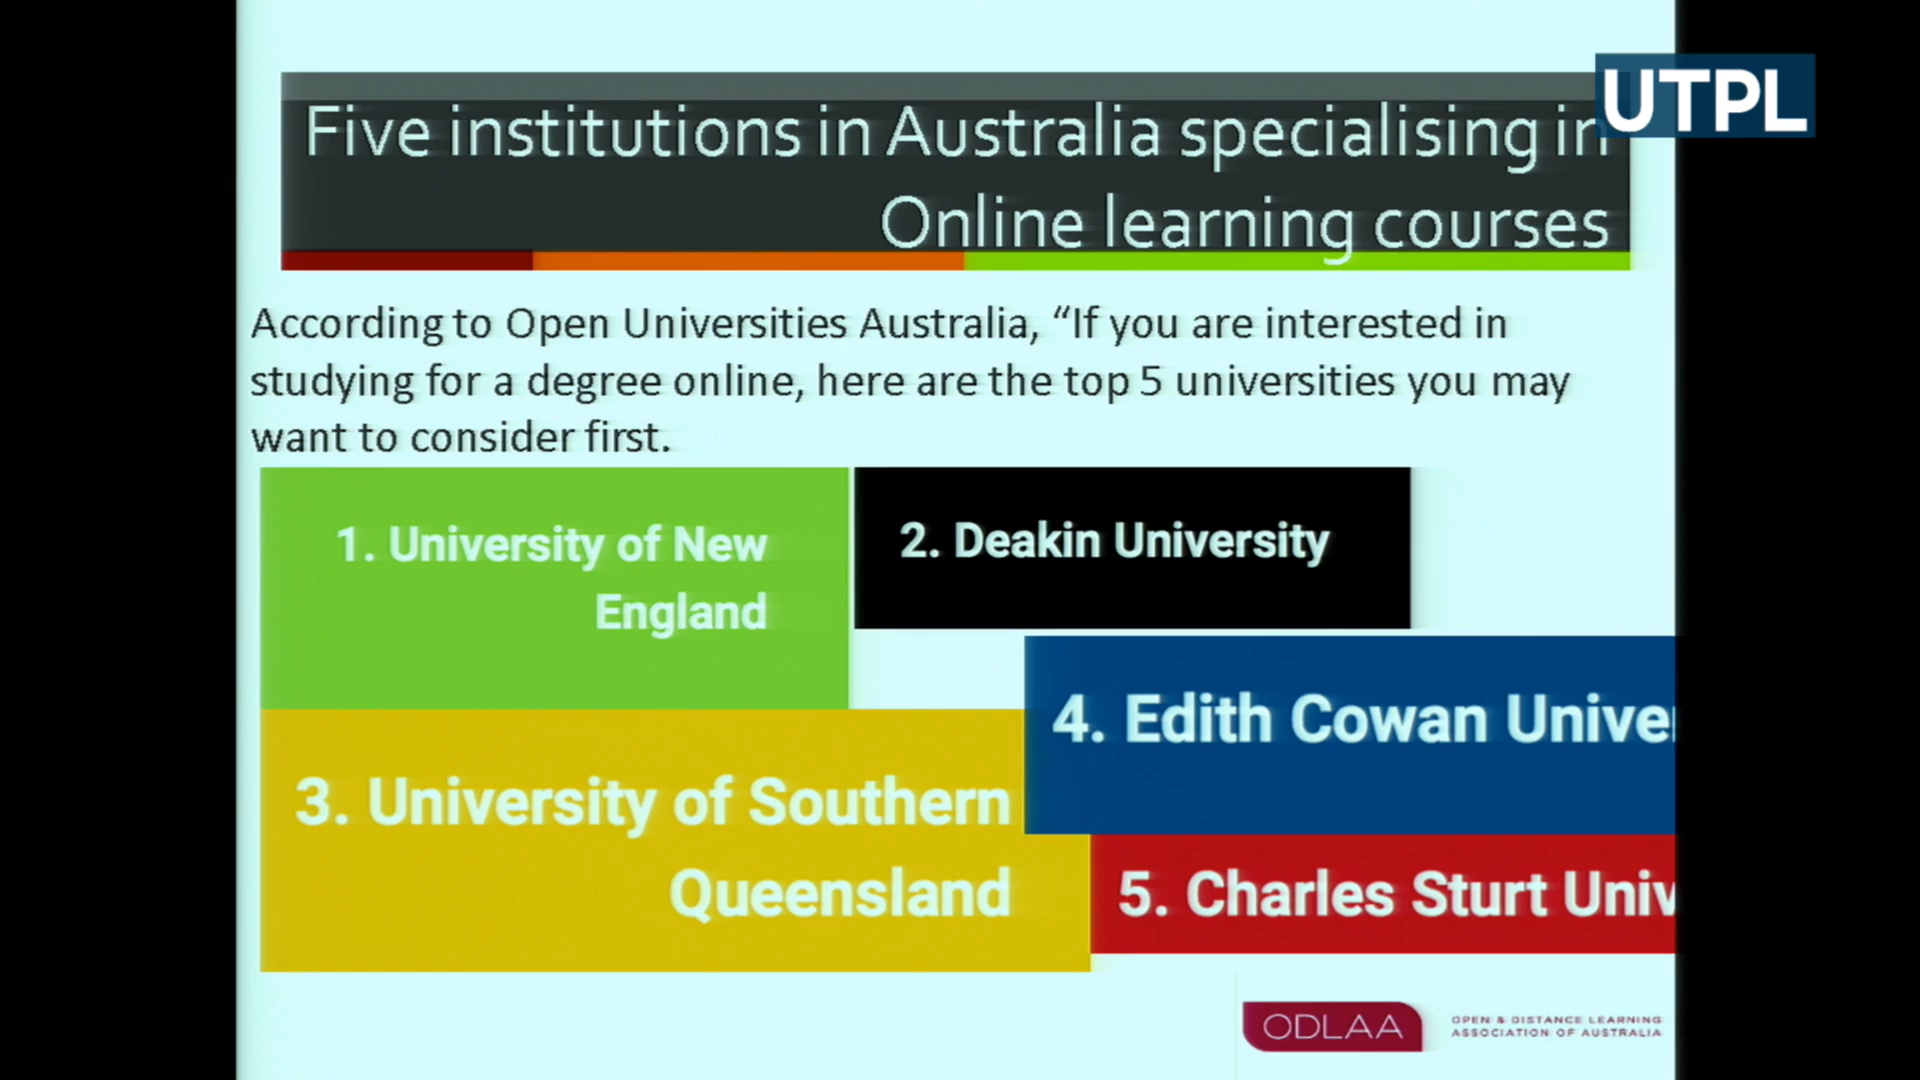 UTPL
Five institutions in Australia specialising in
Online learning courses
According to Open Universities Australia, “If you are interested in
studying for a degree online, here are the top 5 universities you may
want to consider first.
1. University of New
England
2. Deakin University
3. University of Southern
Queensland
4. Edith Cowan Univer
5. Charles Sturt Univ
ODLAA
OPEN & DISTANCE LEARNING
ASSOCIATION OF AUSTRALIA